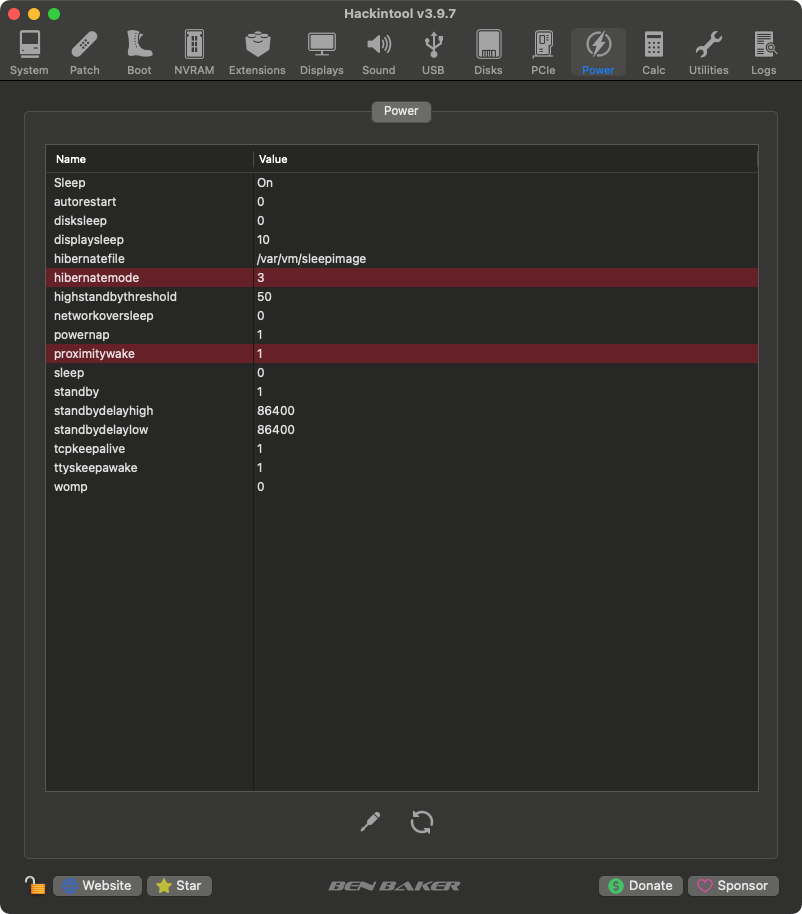 Hackintool v3.9.7
System Patch Boot NVRAM Extensions Displays Sound USB Disks PCIe Power Calc Utilities Logs
Power
Name Value
Sleep On
autorestart 0
disksleep 0
displaysleep 10
hibernatefile /var/vm/sleepimage
hibernatemode 3
highstandbythreshold 50
networkoversleep 0
powernap 1
proximitywake 1
sleep 0
standby 1
standbydelayhigh 86400
standbydelaylow 86400
tcpkeepalive 1
ttyskeepawake 1
womp 0
Website Star BEN BAKER Donate Sponsor